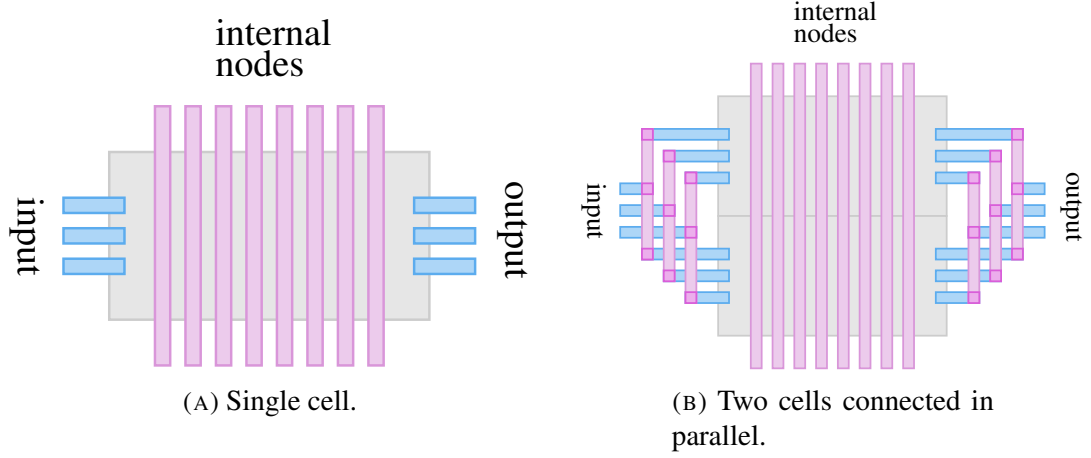 internal
nodes
input
output
(A) Single cell.
internal
nodes
input
output
(B) Two cells connected in
parallel.